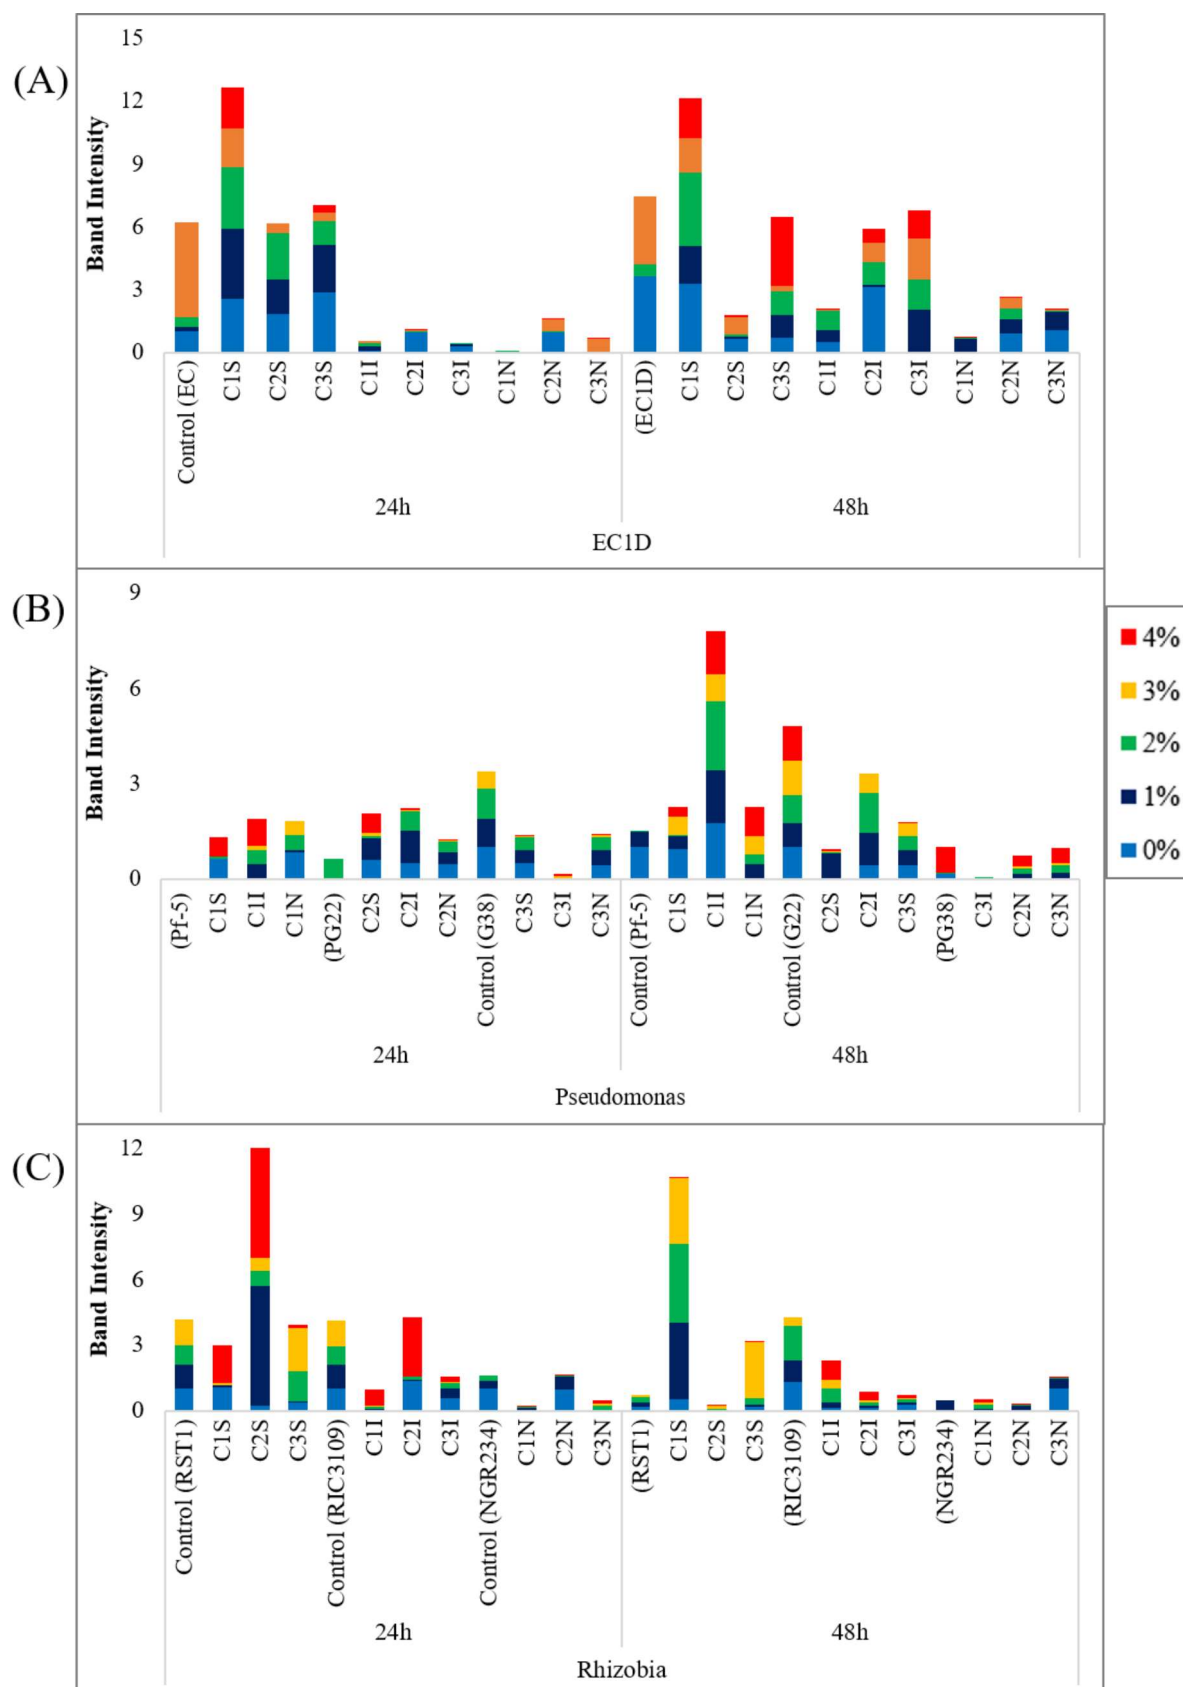 (A)
Band Intensity
15
12
9
6
3
0
Control (EC)
C1S
C2S
C3S
C1I
C2I
C3I
C1N
C2N
C3N
(EC1D)
C1S
C2S
C3S
C1I
C2I
C3I
C1N
C2N
C3N
24h
48h
EC1D
(B)
Band Intensity
9
6
3
0
(Pf-5)
C1S
C1I
C1N
(PG22)
C2S
C2I
C2N
Control (G38)
C3S
C3I
C3N
Control (Pf-5)
C1S
C1I
C1N
Control (G22)
C2S
C2I
C3S
(PG38)
C3I
C2N
C3N
24h
48h
Pseudomonas
4%
3%
2%
1%
0%
(C)
Band Intensity
12
9
6
3
0
Control (RST1)
C1S
C2S
C3S
Control (RIC3109)
C1I
C2I
C3I
Control (NGR234)
C1N
C2N
C3N
(RST1)
C1S
C2S
C3S
(RIC3109)
C1I
C2I
C3I
(NGR234)
C1N
C2N
C3N
24h
48h
Rhizobia